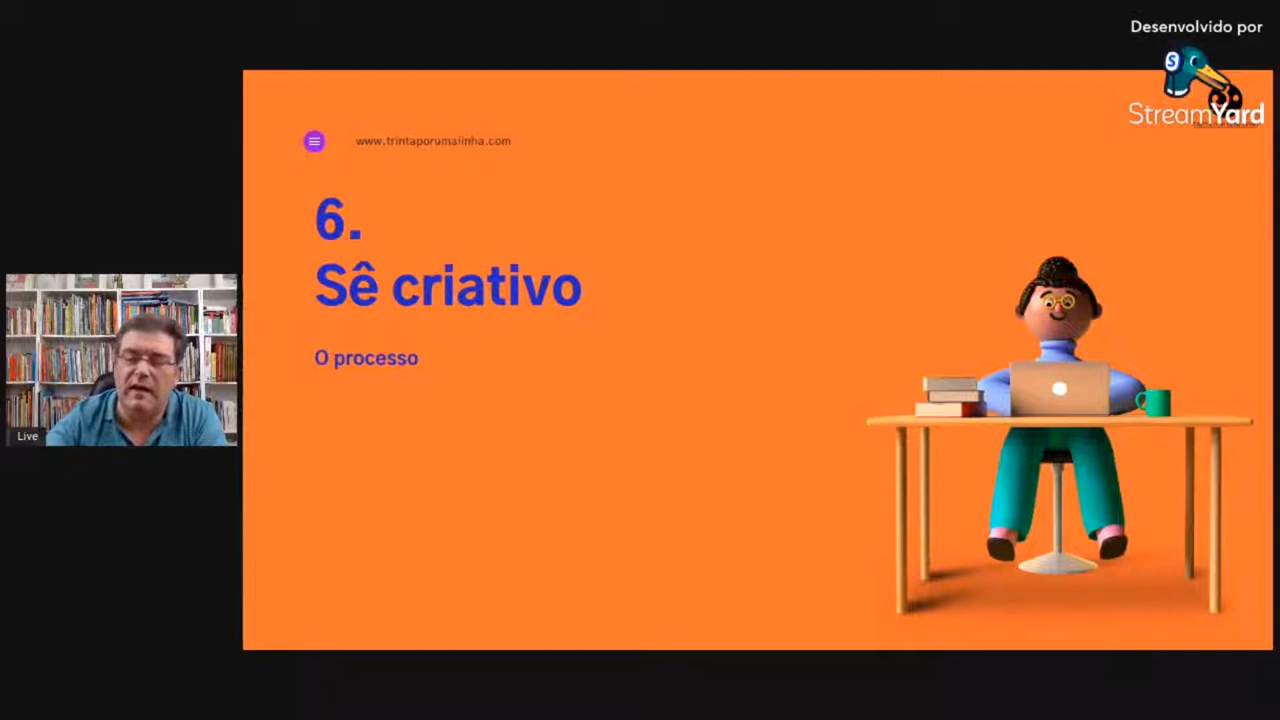 Desenvolvido por
StreamYard
www.trintaporumalinha.com
6.
Sê criativo
O processo
Live